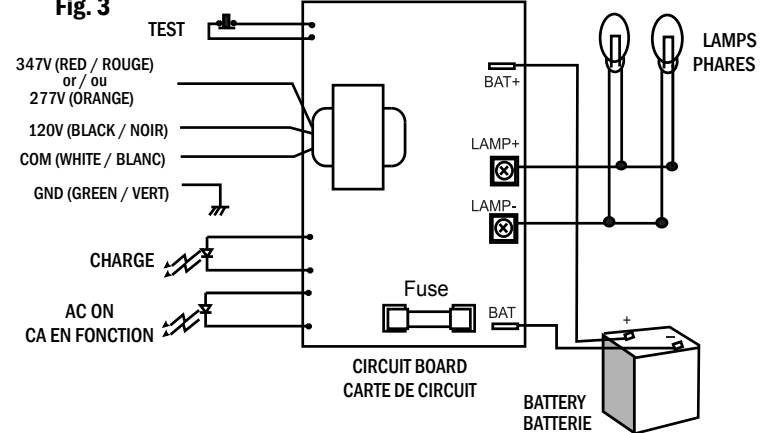 Fig. 3
TEST
347V (RED / ROUGE)
or / ou
277V (ORANGE)
120V (BLACK / NOIR)
COM (WHITE / BLANC)
GND (GREEN / VERT)
CHARGE
AC ON
CA EN FONCTION
BAT+
LAMP+
LAMP-
Fuse
BAT
CIRCUIT BOARD
CARTE DE CIRCUIT
LAMPS
PHARES
+
-
BATTERY
BATTERIE